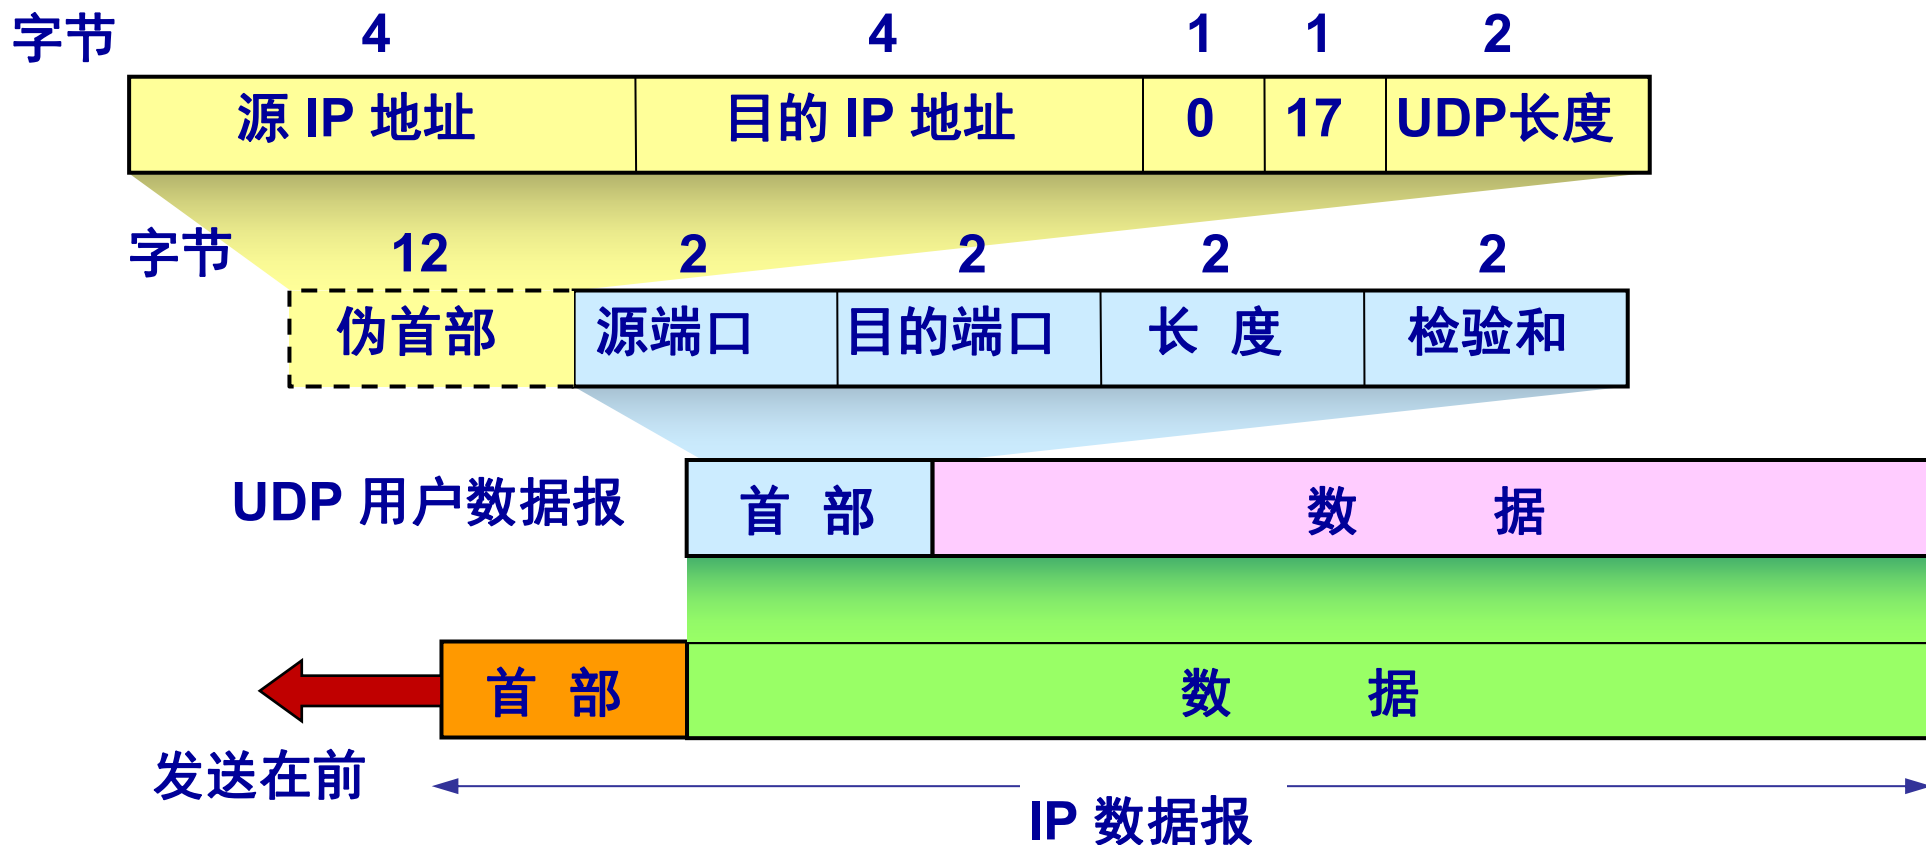 字节 4 4 1 1 2
源 IP 地址 目的 IP 地址 0 17 UDP长度
字节 12 2 2 2 2
伪首部 源端口 目的端口 长 度 检验和
UDP 用户数据报 首 部 数 据
首 部 数 据
发送在前
IP 数据报